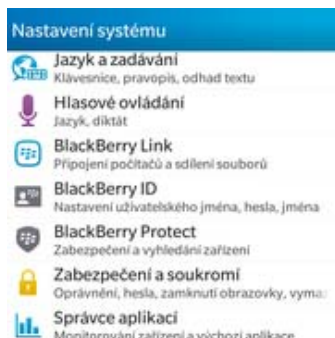 Nastavení systému
Jazyk a zadávání
Klávesnice, pravopis, odhad textu
Hlasové ovládání
Jazyk, diktát
BlackBerry Link
Připojení počítačů a sdílení souborů
BlackBerry ID
Nastavení uživatelského jména, hesla, jména
BlackBerry Protect
Zabezpečení a vyhledání zařízení
Zabezpečení a soukromí
Oprávnění, hesla, zamknutí obrazovky, vyma
Správce aplikací
Monitorování zařízení a výchozí aplikace